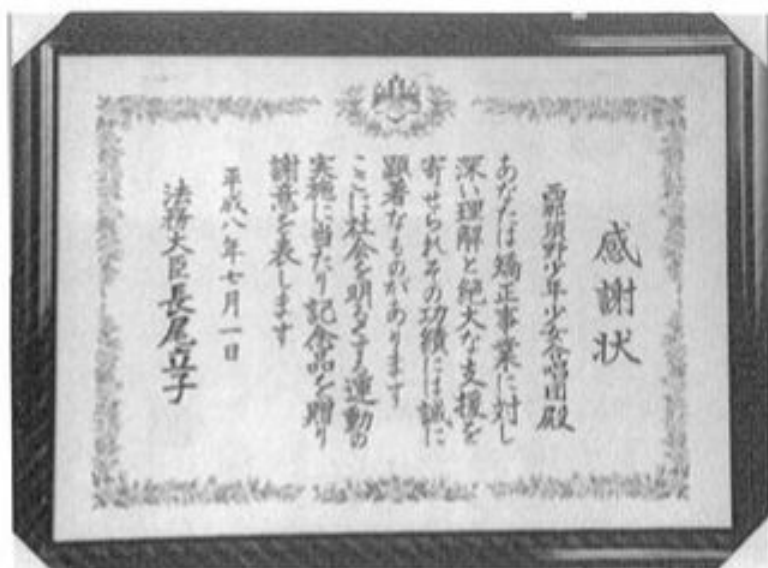 感謝状
西那須野少年少女合唱団殿
あなたは矯正事業に対し
深い理解と絶大な支援を
寄せられその功績には誠に
顕著なものがあります
ここに社会を明るくする運動の
実施に当たり記念品を贈り
謝意を表します
平成八年七月一日
法務大臣長尾立子